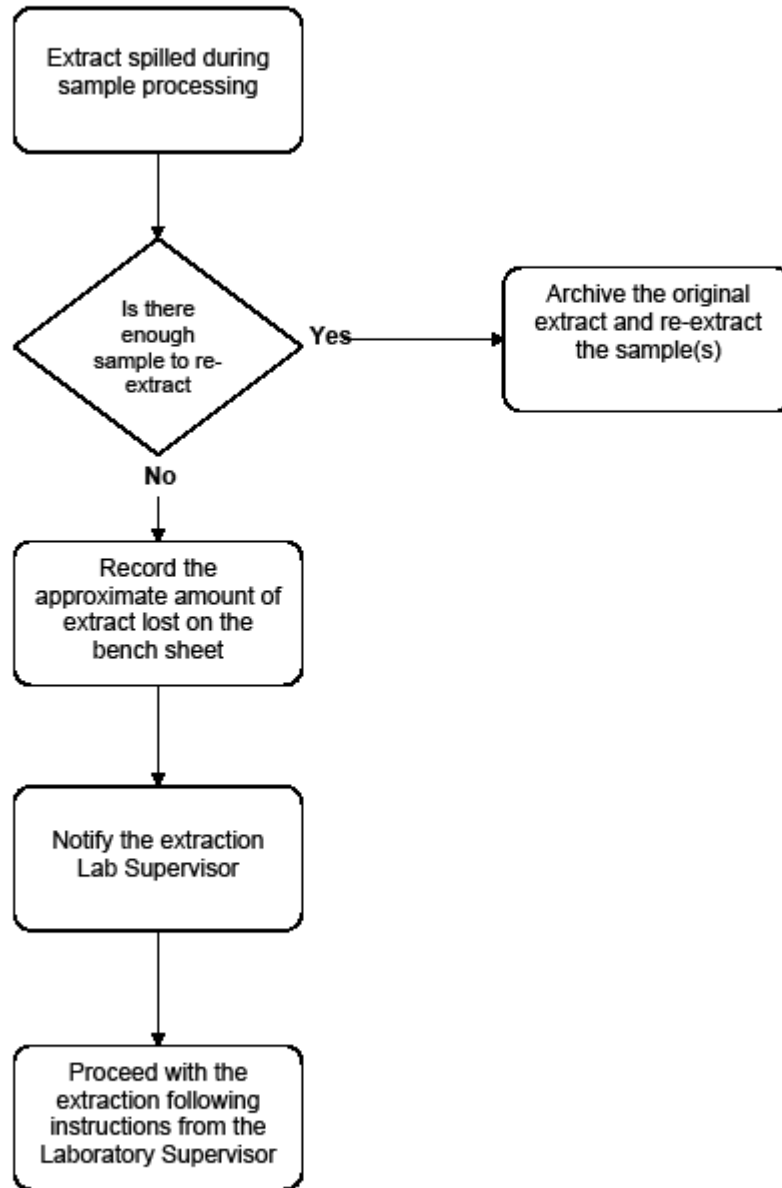 Extract spilled during
sample processing
Is there
enough
sample to re-
extract
Yes
Archive the original
extract and re-extract
the sample(s)
No
Record the
approximate amount of
extract lost on the
bench sheet
Notify the extraction
Lab Supervisor
Proceed with the
extraction following
instructions from the
Laboratory Supervisor